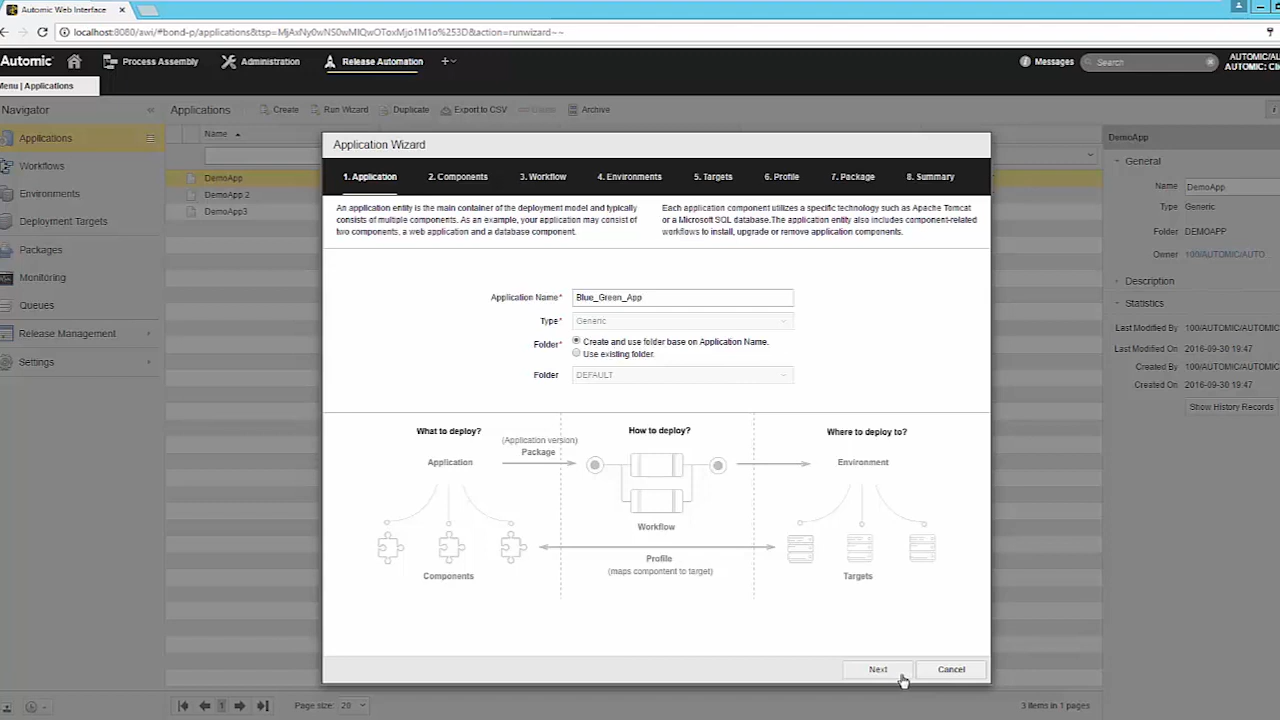 Automic Web Interface
localhost:8080/awi/#bond-p/applications&tsp=
&action=runwizard~~
Automic
Process Assembly
Administration
Release Automation
Messages
Search
AUTOMIC/AU
AUTOMIC: Cli
Menu | Applications
Navigator
Applications
Create
Run Wizard
Duplicate
Export to CSV
Archive
Applications
Workflows
Environments
Deployment Targets
Packages
Monitoring
Queues
Release Management
Settings
Name
DemoApp
DemoApp 2
DemoApp3
Application Wizard
1. Application
2. Components
3. Workflow
4. Environments
5. Targets
6. Profile
7. Package
8. Summary
An application entity is the main container of the deployment model and typically
consists of multiple components. As an example, your application may consist of
two components, a web application and a database component.
Each application component utilizes a specific technology such as Apache Tomcat
or a Microsoft SQL database.The application entity also includes component-related
workflows to install, upgrade or remove application components.
Application Name* Blue_Green_App
Type* Generic
Folder* Create and use folder base on Application Name.
Use existing folder.
Folder DEFAULT
What to deploy?
How to deploy?
Where to deploy to?
(Application version)
Package
Application
Environment
Workflow
Profile
(maps compontent to target)
Components
Targets
Next
Cancel
DemoApp
General
Name DemoApp
Type Generic
Folder DEMOAPP
Owner 100/AUTOMIC/AUTO
Description
Statistics
Last Modified By 100/AUTOMIC/AUTOMIC
Last Modified On 2016-09-30 19:47
Created By 100/AUTOMIC/AUTOMIC
Created On 2016-09-30 19:47
Show History Records
1
Page size: 20
3 items in 1 pages